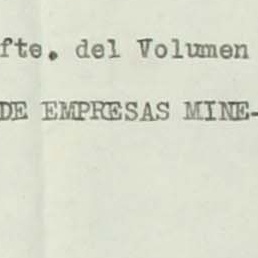 fte. del Volumen
DE EMPRESAS MINE-